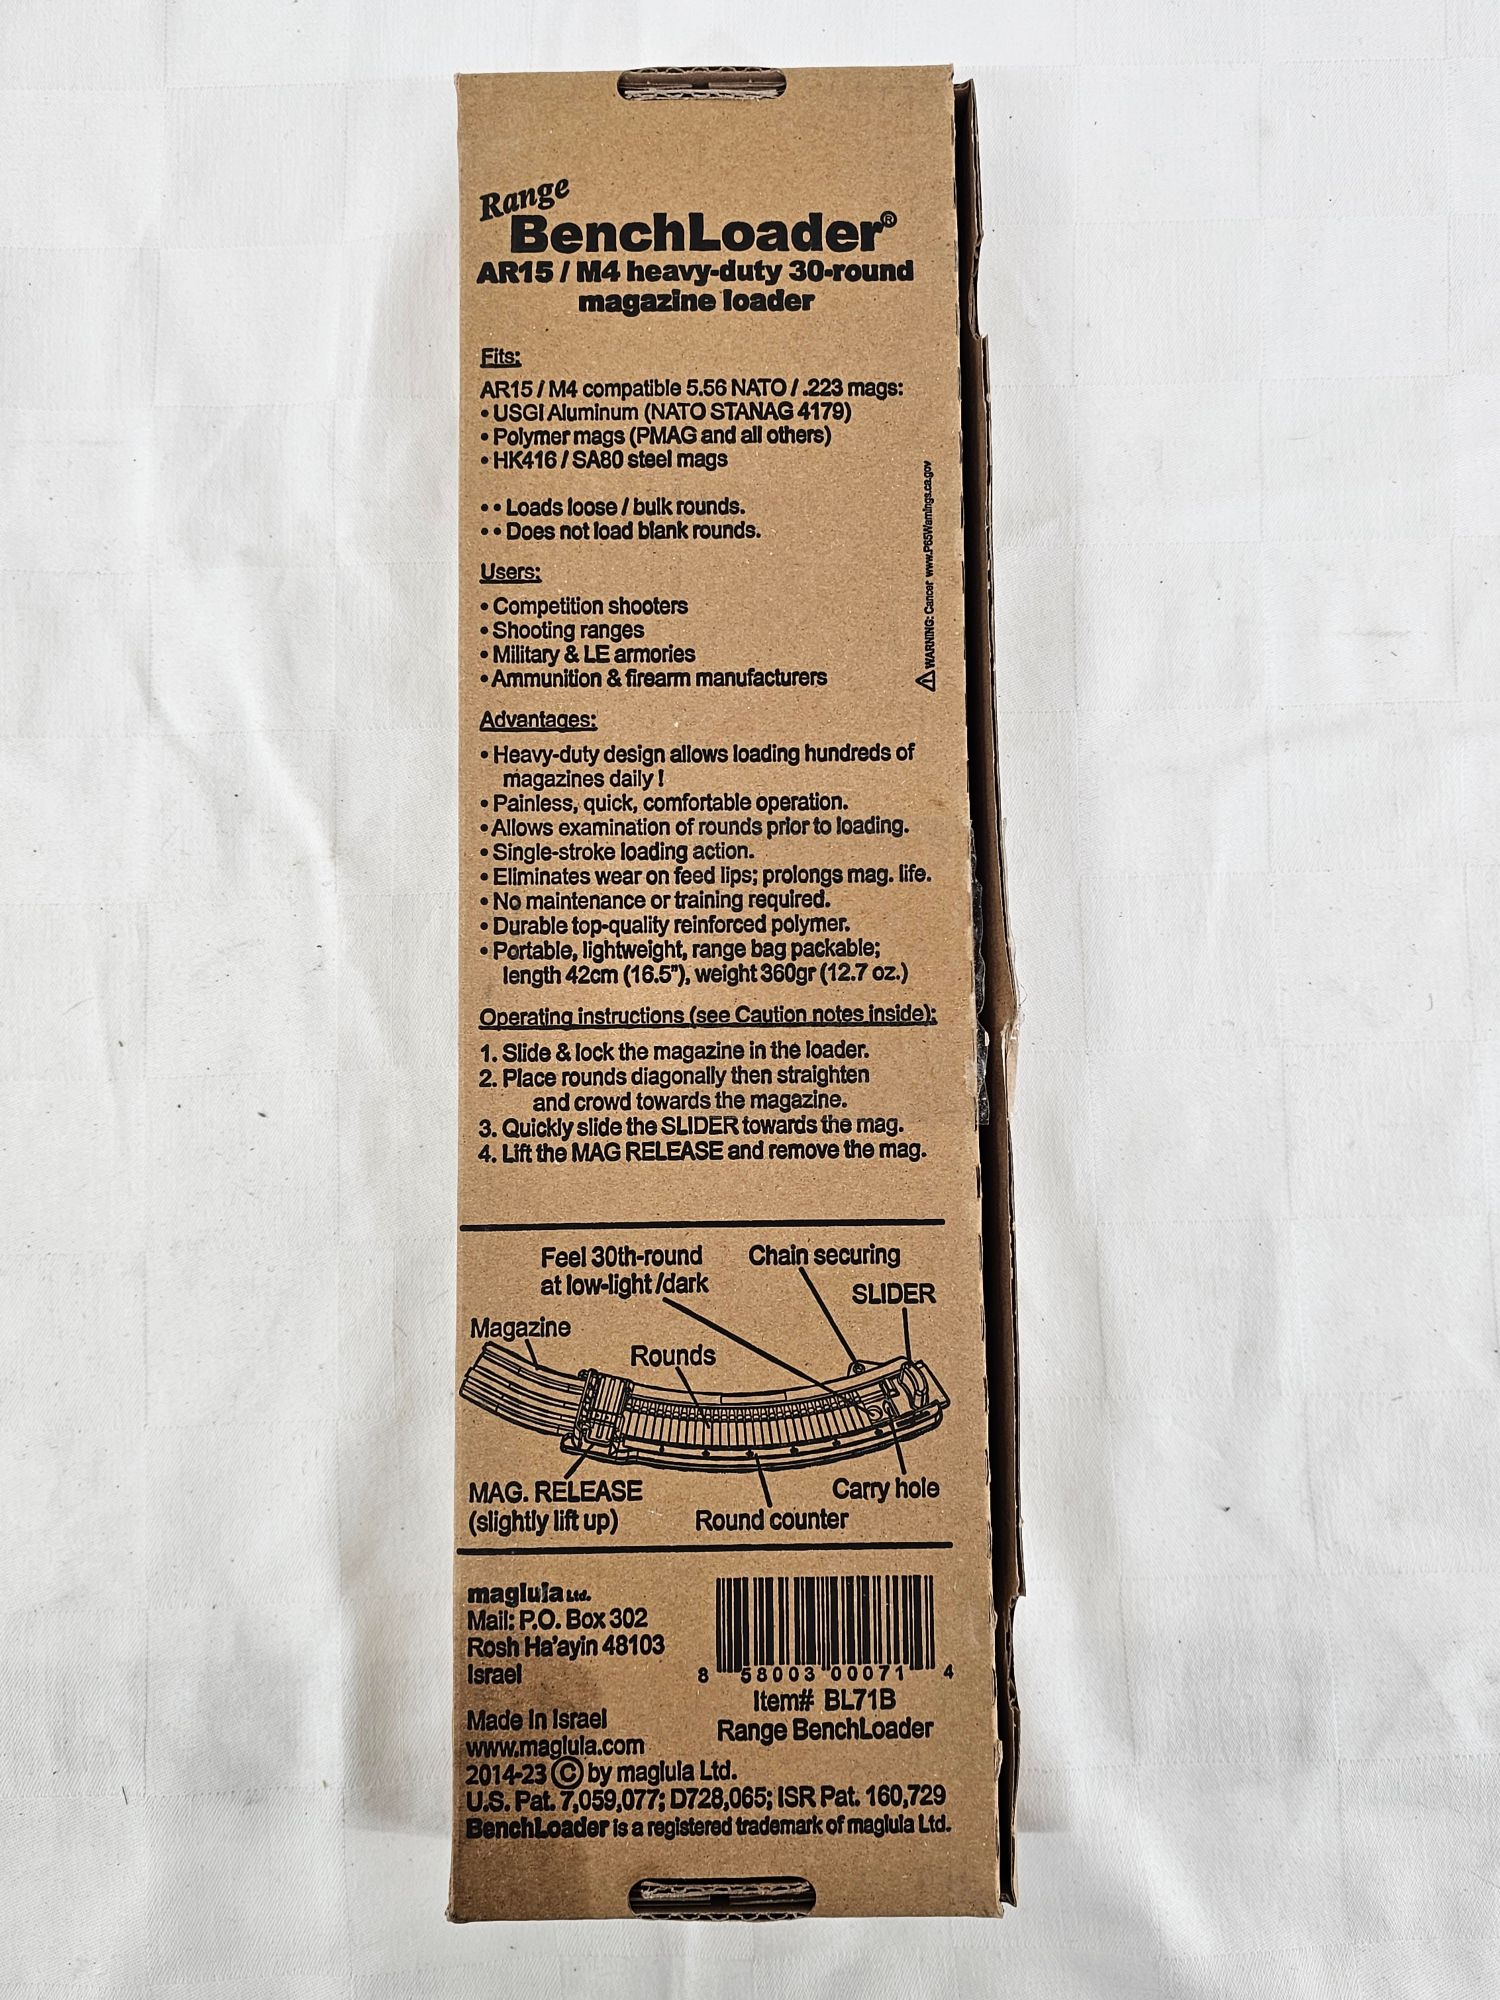 Range
BenchLoader®
AR15 / M4 heavy-duty 30-round
magazine loader
Fits:
AR15 / M4 compatible 5.56 NATO / .223 mags:
• USGI Aluminum (NATO STANAG 4179)
• Polymer mags (PMAG and all others)
• HK416 / SA80 steel mags
•• Loads loose / bulk rounds.
•• Does not load blank rounds.
Users:
• Competition shooters
• Shooting ranges
• Military & LE armories
• Ammunition & firearm manufacturers
⚠ WARNING: Cancer www.P65Warnings.ca.gov
Advantages:
• Heavy-duty design allows loading hundreds of
magazines daily !
• Painless, quick, comfortable operation.
• Allows examination of rounds prior to loading.
• Single-stroke loading action.
• Eliminates wear on feed lips; prolongs mag. life.
• No maintenance or training required.
• Durable top-quality reinforced polymer.
• Portable, lightweight, range bag packable;
length 42cm (16.5"), weight 360gr (12.7 oz.)
Operating instructions (see Caution notes inside):
1. Slide & lock the magazine in the loader.
2. Place rounds diagonally then straighten
and crowd towards the magazine.
3. Quickly slide the SLIDER towards the mag.
4. Lift the MAG RELEASE and remove the mag.
Feel 30th-round
at low-light /dark
Chain securing
SLIDER
Magazine
Rounds
MAG. RELEASE
(slightly lift up)
Round counter
Carry hole
maglula Ltd.
Mail: P.O. Box 302
Rosh Ha'ayin 48103
Israel
8 58003 00071 4
Item# BL71B
Range BenchLoader
Made In Israel
www.maglula.com
2014-23 © by maglula Ltd.
U.S. Pat. 7,059,077; D728,065; ISR Pat. 160,729
BenchLoader is a registered trademark of maglula Ltd.